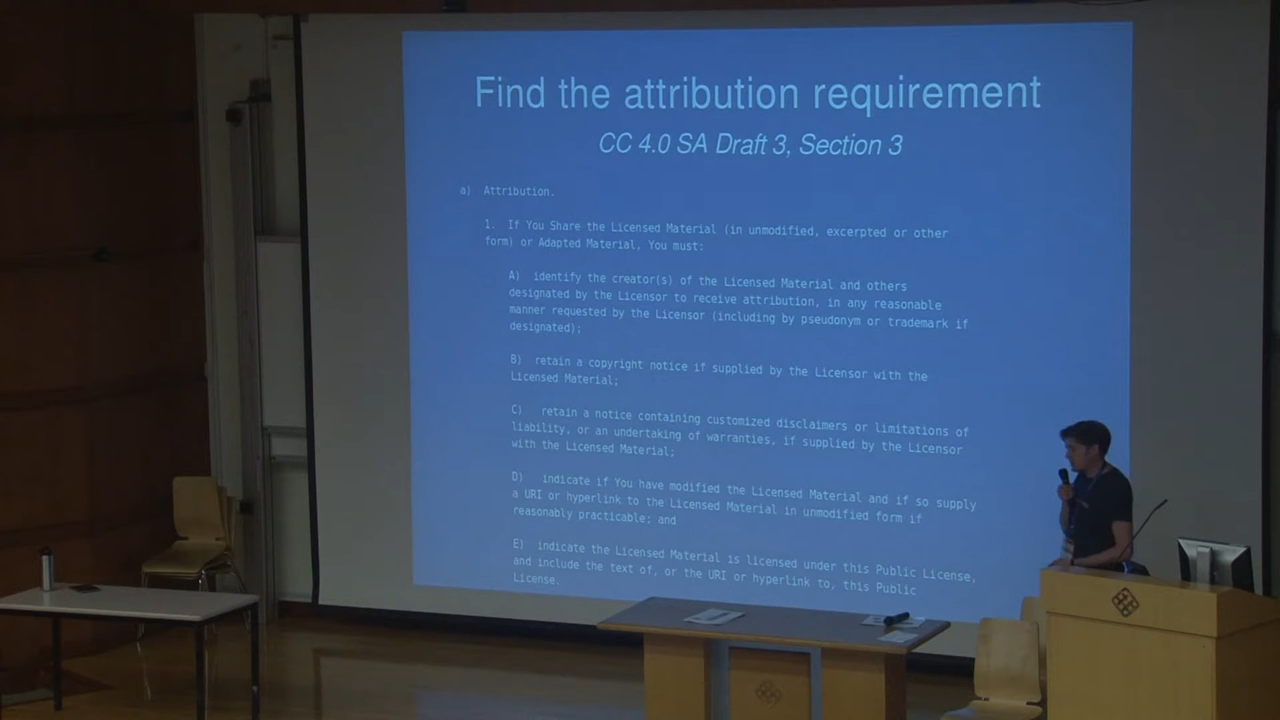 Find the attribution requirement
CC 4.0 SA Draft 3, Section 3
a) Attribution.
1. If You Share the Licensed Material (in unmodified, excerpted or other
form) or Adapted Material, You must:
A) identify the creator(s) of the Licensed Material and others
designated by the Licensor to receive attribution, in any reasonable
manner requested by the Licensor (including by pseudonym or trademark if
designated);
B) retain a copyright notice if supplied by the Licensor with the
Licensed Material;
C) retain a notice containing customized disclaimers or limitations of
liability, or an undertaking of warranties, if supplied by the Licensor
with the Licensed Material;
D) indicate if You have modified the Licensed Material and if so supply
a URI or hyperlink to the Licensed Material in unmodified form if
reasonably practicable; and
E) indicate the Licensed Material is licensed under this Public License,
and include the text of, or the URI or hyperlink to, this Public
License.